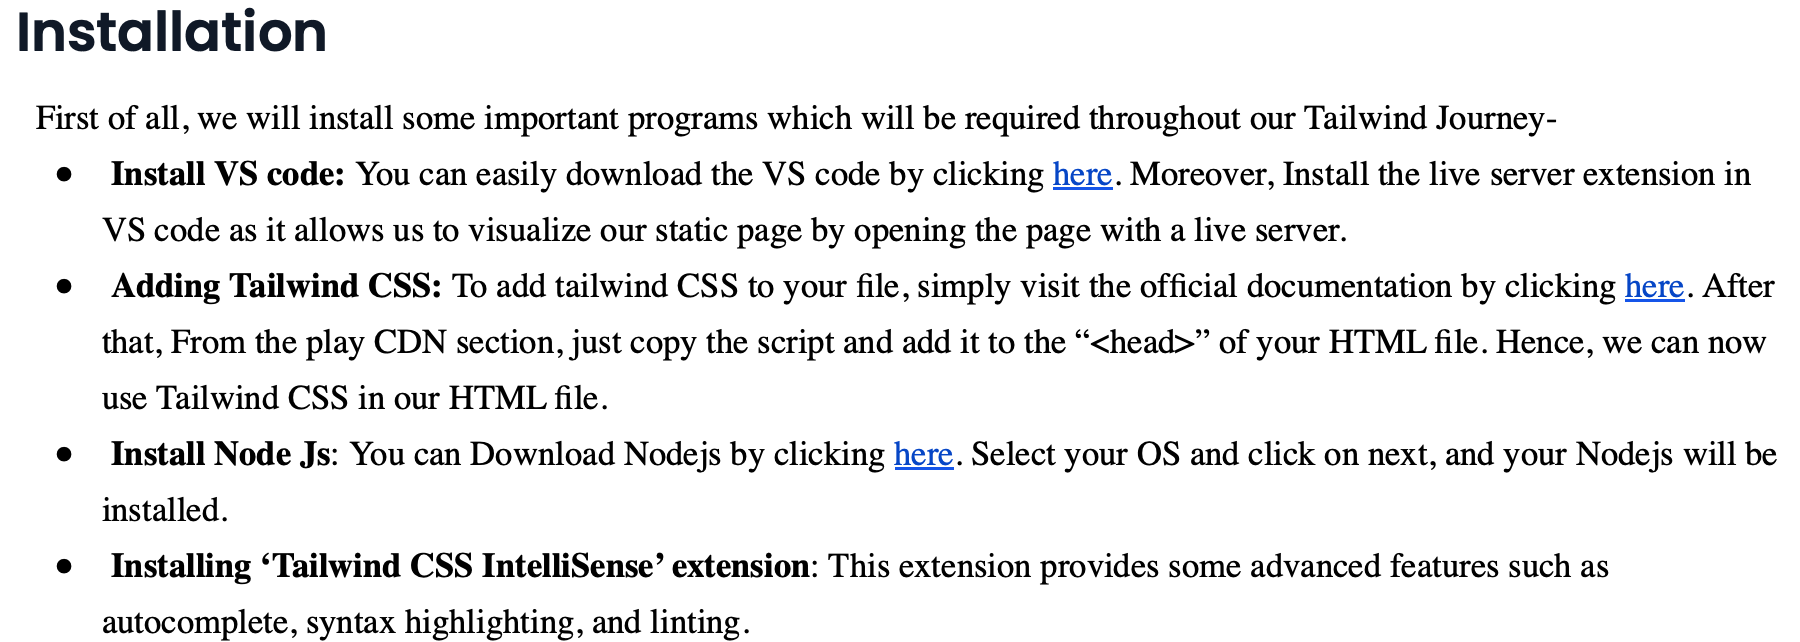 Installation
First of all, we will install some important programs which will be required throughout our Tailwind Journey-
● Install VS code: You can easily download the VS code by clicking here. Moreover, Install the live server extension in
VS code as it allows us to visualize our static page by opening the page with a live server.
● Adding Tailwind CSS: To add tailwind CSS to your file, simply visit the official documentation by clicking here. After
that, From the play CDN section, just copy the script and add it to the “<head>” of your HTML file. Hence, we can now
use Tailwind CSS in our HTML file.
● Install Node Js: You can Download Nodejs by clicking here. Select your OS and click on next, and your Nodejs will be
installed.
● Installing ‘Tailwind CSS IntelliSense’ extension: This extension provides some advanced features such as
autocomplete, syntax highlighting, and linting.